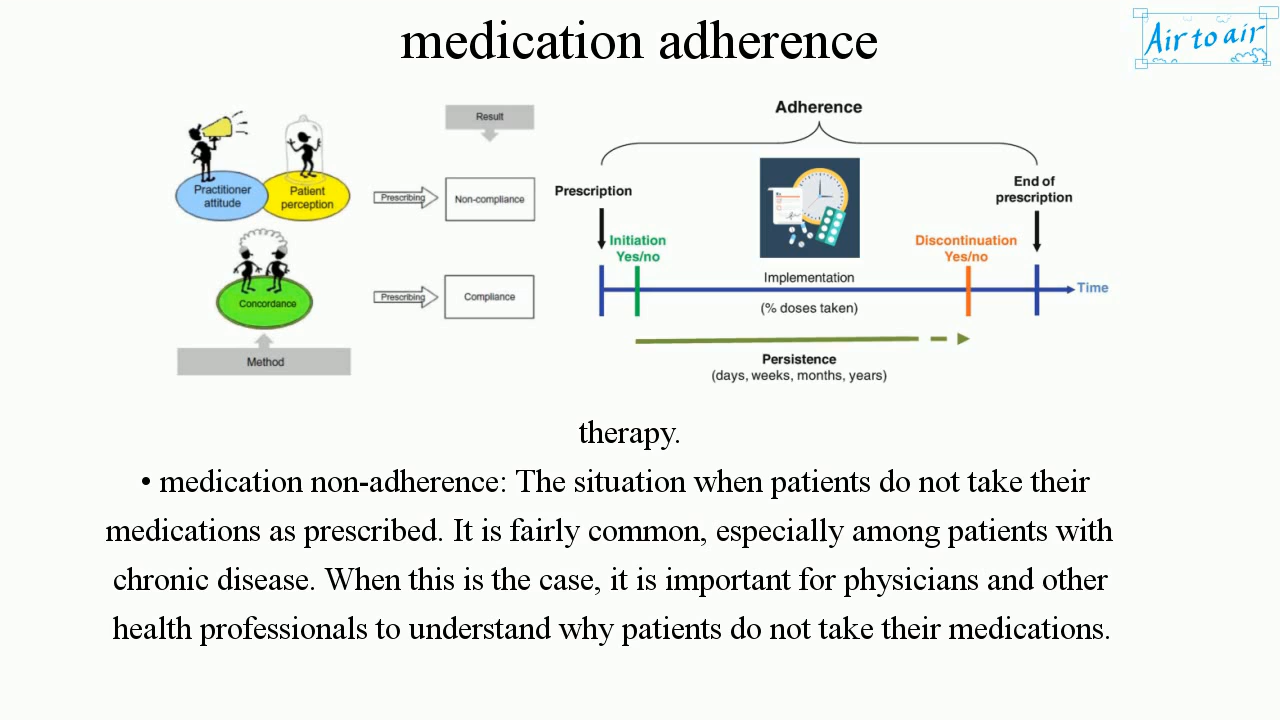 medication adherence
Air to air
Result
Practitioner
attitude
Patient
perception
Prescribing
Non-compliance
Concordance
Prescribing
Compliance
Method
Adherence
Prescription
End of
prescription
Initiation
Yes/no
Discontinuation
Yes/no
Implementation
Time
(% doses taken)
Persistence
(days, weeks, months, years)
therapy.
• medication non-adherence: The situation when patients do not take their
medications as prescribed. It is fairly common, especially among patients with
chronic disease. When this is the case, it is important for physicians and other
health professionals to understand why patients do not take their medications.